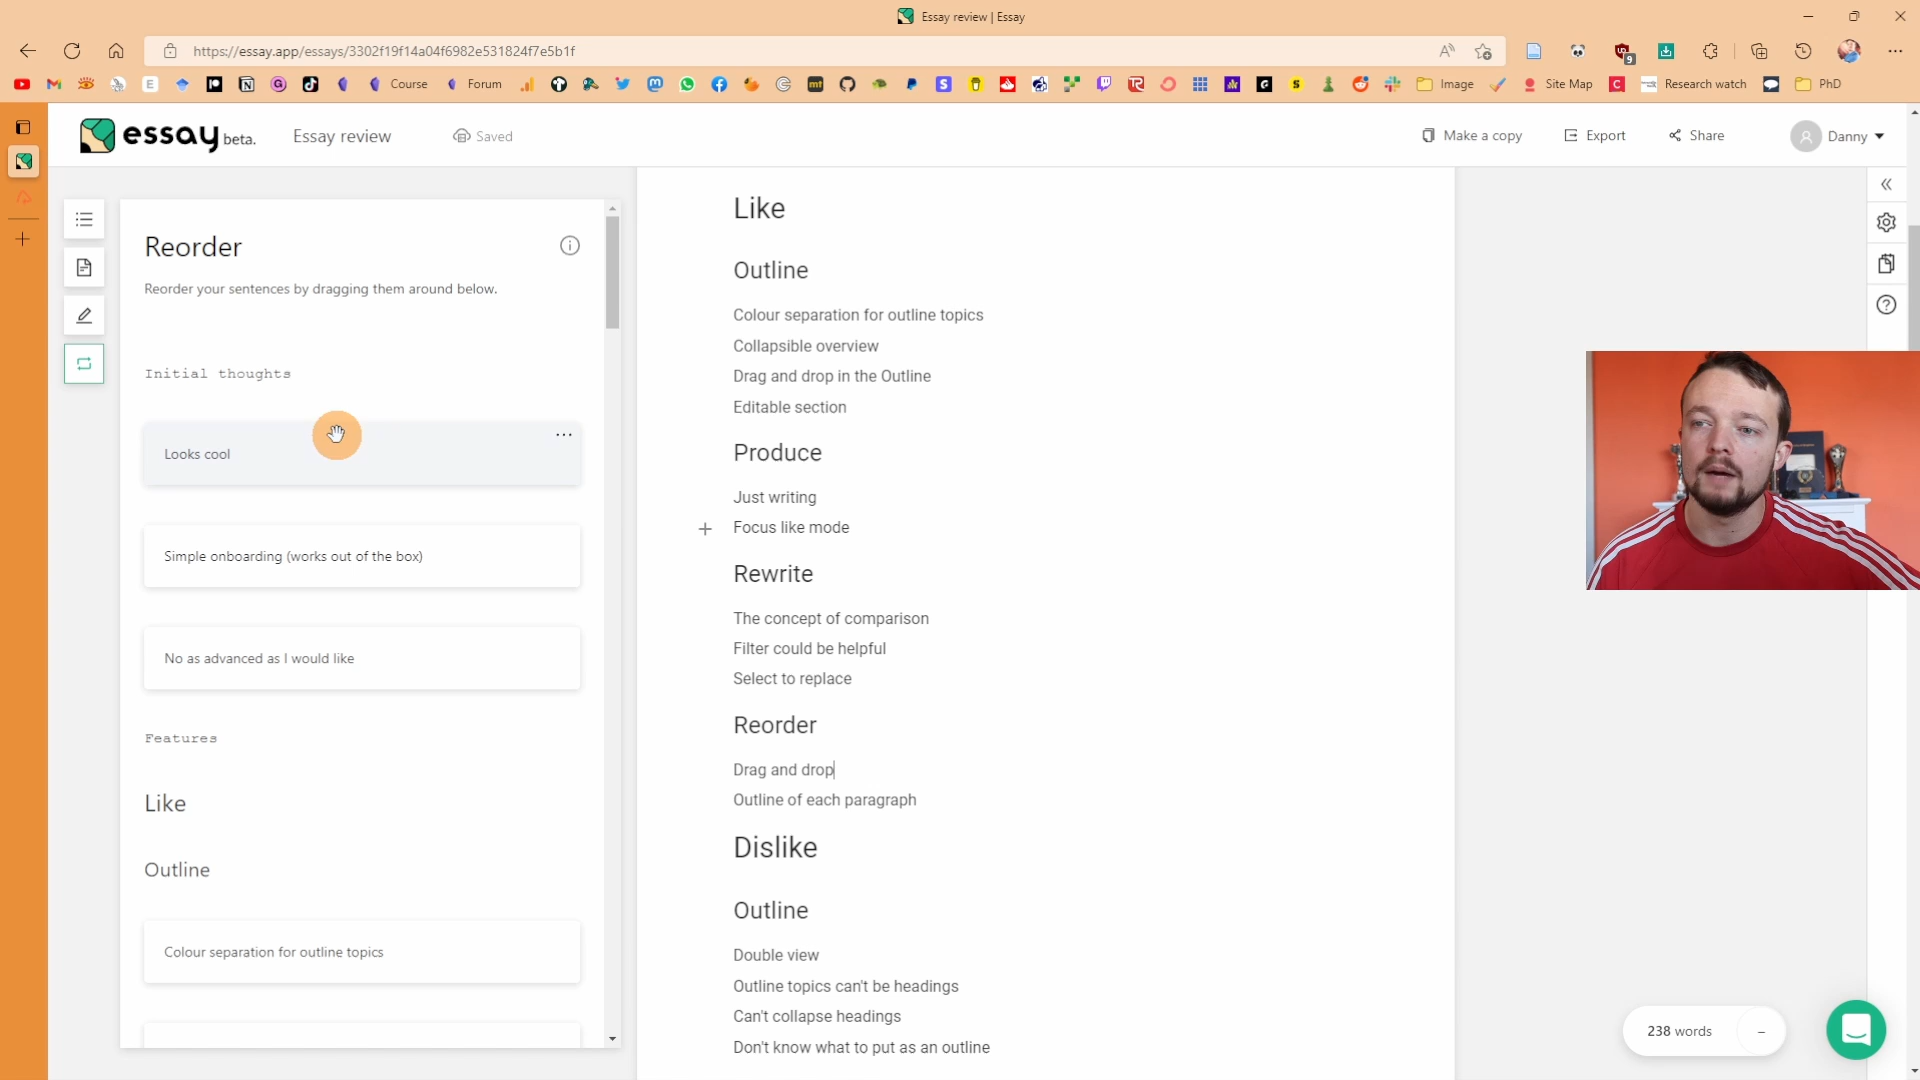 Essay review | Essay
https://essay.app/essays/3302f19f14a04f6982e531824f7e5b1f
Course
Forum
Image
Site Map
Research watch
PhD
essay beta.
Essay review
Saved
Make a copy
Export
Share
Danny
Reorder
Reorder your sentences by dragging them around below.
Initial thoughts
Looks cool
Simple onboarding (works out of the box)
No as advanced as I would like
Features
Like
Outline
Colour separation for outline topics
Like
Outline
Colour separation for outline topics
Collapsible overview
Drag and drop in the Outline
Editable section
Produce
Just writing
Focus like mode
Rewrite
The concept of comparison
Filter could be helpful
Select to replace
Reorder
Drag and drop
Outline of each paragraph
Dislike
Outline
Double view
Outline topics can't be headings
Can't collapse headings
Don't know what to put as an outline
238 words